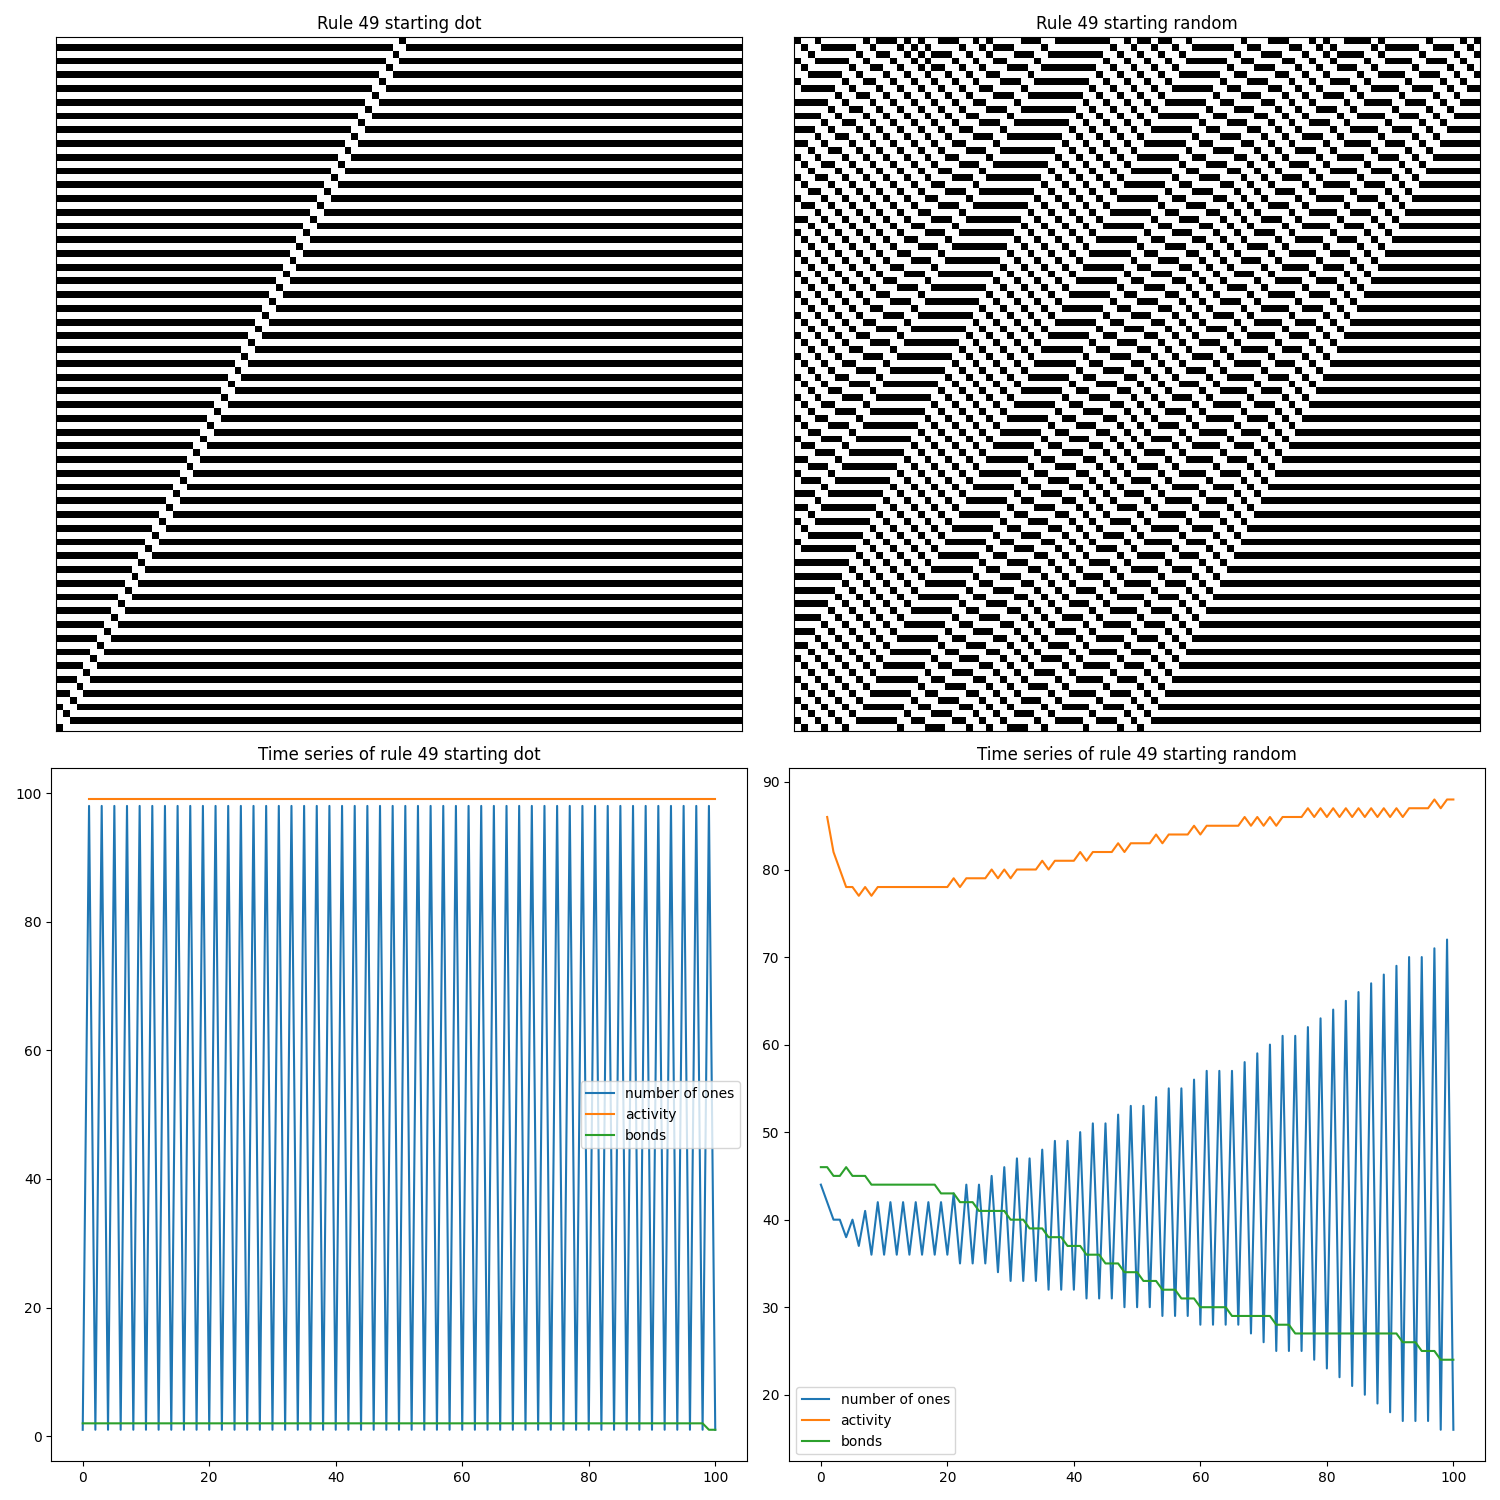 Rule 49 starting dot
Rule 49 starting random
Time series of rule 49 starting dot
100
80
60
40
20
0
number of ones
activity
bonds
0
20
40
60
80
100
Time series of rule 49 starting random
90
80
70
60
50
40
30
20
number of ones
activity
bonds
0
20
40
60
80
100